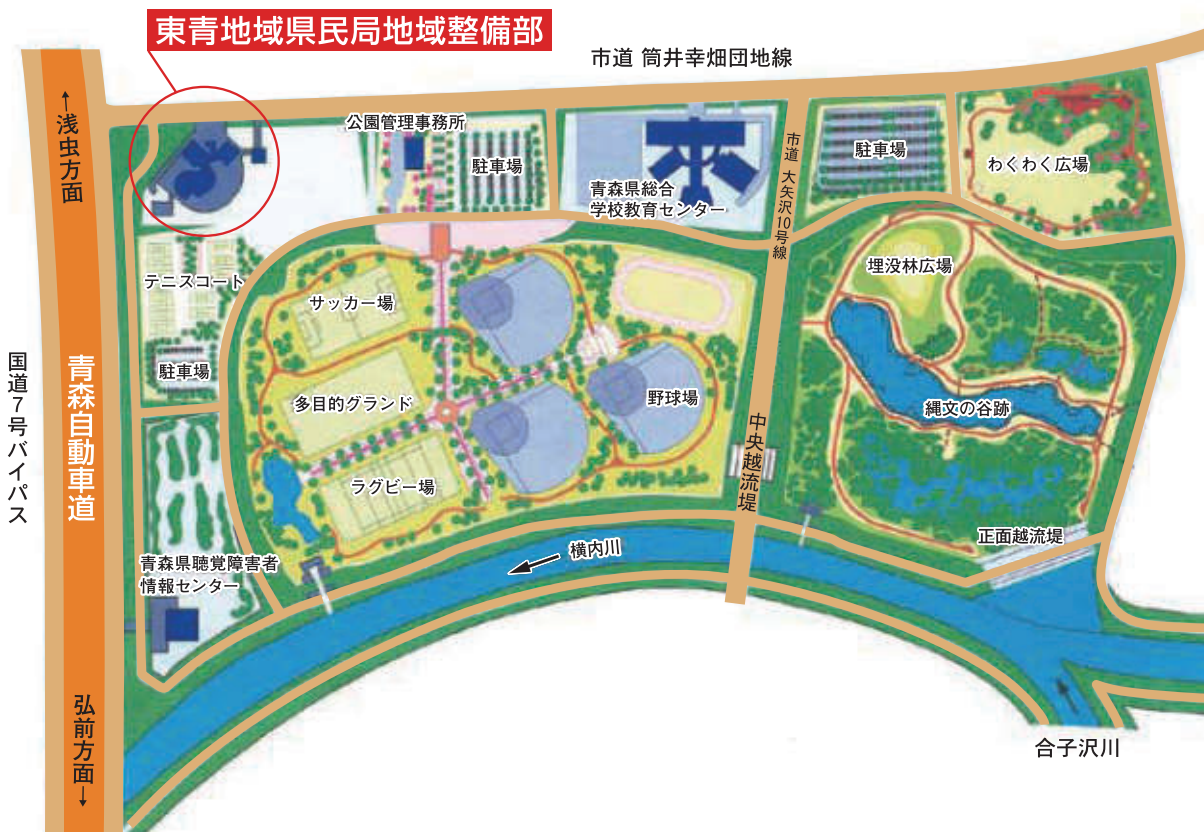 東青地域県民局地域整備部
市道 筒井幸畑団地線
↑浅虫方面
公園管理事務所
駐車場
青森県総合
学校教育センター
市道 大矢沢10号線
駐車場
わくわく広場
テニスコート
サッカー場
埋没林広場
国道7号バイパス
青森自動車道
駐車場
多目的グランド
野球場
縄文の谷跡
ラグビー場
中央越流堤
青森県聴覚障害者
情報センター
横内川
正面越流堤
弘前方面↓
合子沢川